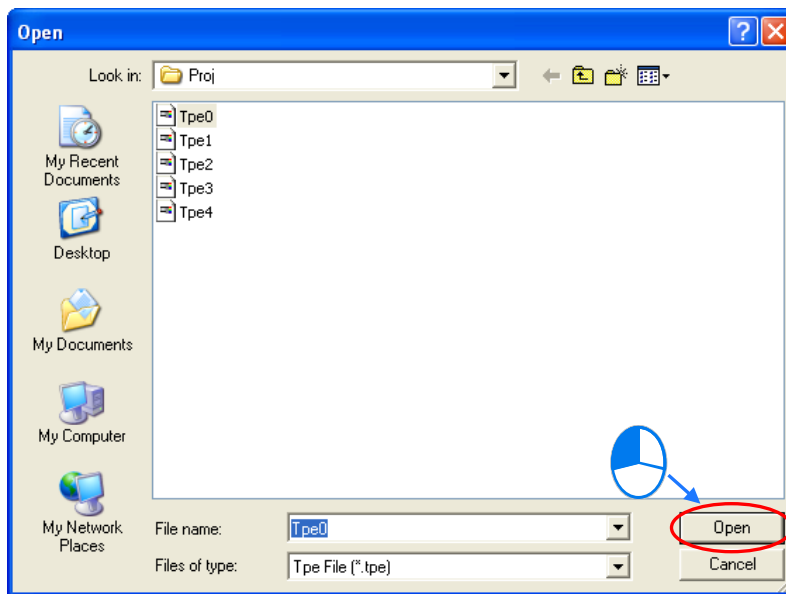 Open
Look in: Proj
Tpe0
Tpe1
Tpe2
Tpe3
Tpe4
My Recent
Documents
Desktop
My Documents
My Computer
My Network
Places
File name: Tpe0 Open
Files of type: Tpe File (*.tpe) Cancel